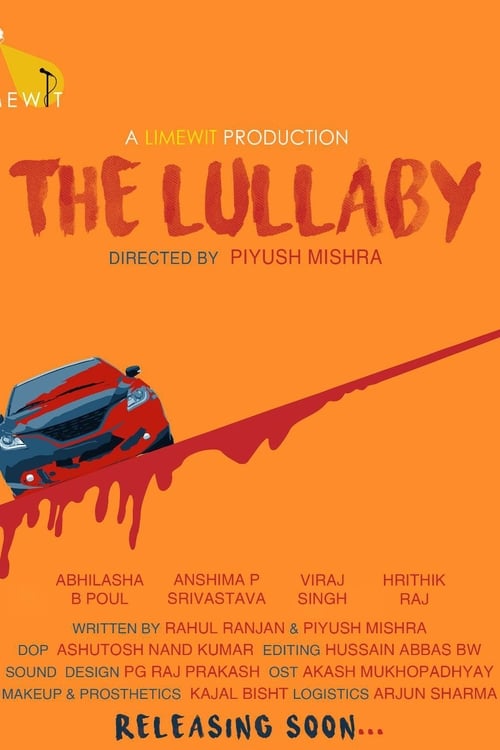 MEWIT
A LIMEWIT PRODUCTION
THE LULLABY
DIRECTED BY PIYUSH MISHRA
ABHILASHA B POUL
ANSHIMA P SRIVASTAVA
VIRAJ SINGH
HRITHIK RAJ
WRITTEN BY RAHUL RANJAN & PIYUSH MISHRA
DOP ASHUTOSH NAND KUMAR EDITING HUSSAIN ABBAS BW
SOUND DESIGN PG RAJ PRAKASH OST AKASH MUKHOPADHYAY
MAKEUP & PROSTHETICS KAJAL BISHT LOGISTICS ARJUN SHARMA
RELEASING SOON...